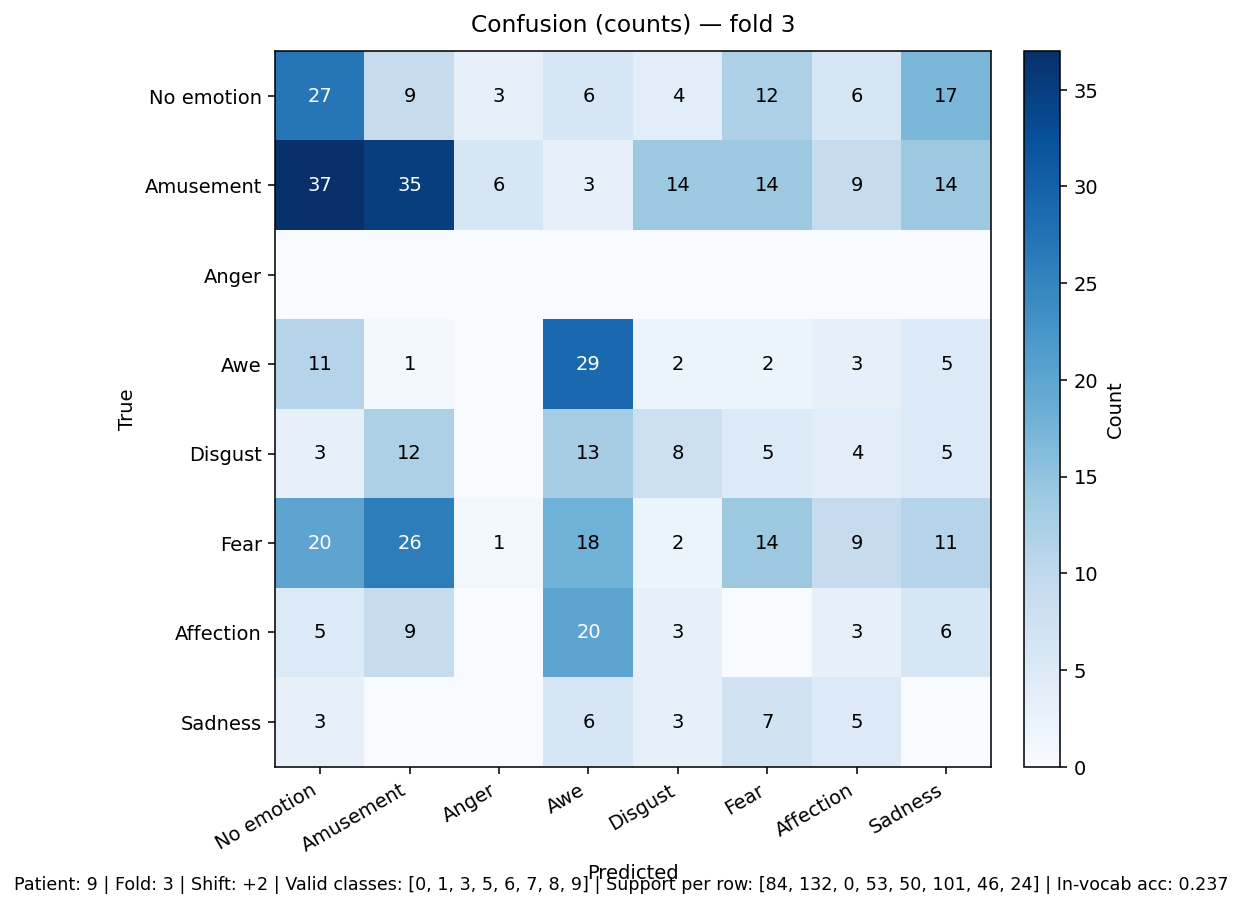 Confusion (counts) — fold 3
No emotion 27 9 3 6 4 12 6 17
Amusement 37 35 6 3 14 14 9 14
Anger
Awe 11 1 29 2 2 3 5
Disgust 3 12 13 8 5 4 5
Fear 20 26 1 18 2 14 9 11
Affection 5 9 20 3 3 6
Sadness 3 6 3 7 5
True
No emotion Amusement Anger Awe Disgust Fear Affection Sadness
Predicted
35
30
25
20
15
10
5
0
Count
Patient: 9 | Fold: 3 | Shift: +2 | Valid classes: [0, 1, 3, 5, 6, 7, 8, 9] | Support per row: [84, 132, 0, 53, 50, 101, 46, 24] | In-vocab acc: 0.237